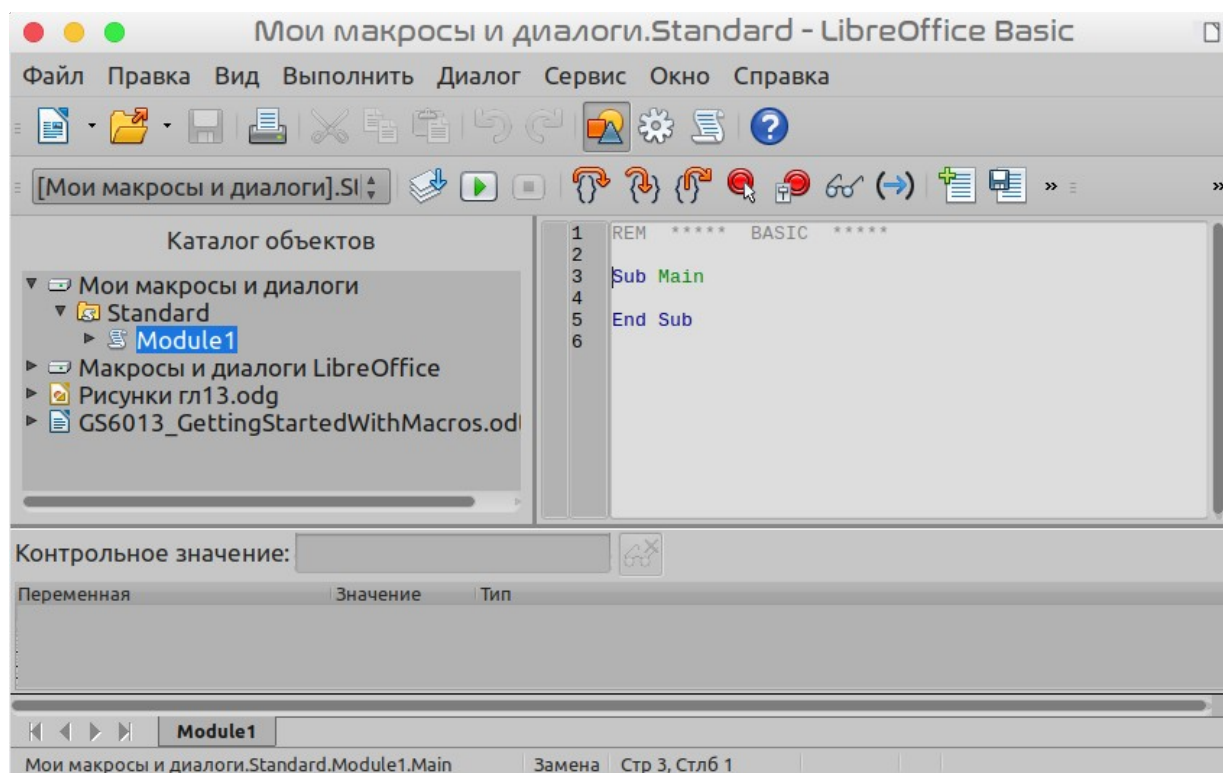 Мои макросы и диалоги.Standard - LibreOffice Basic
Файл Правка Вид Выполнить Диалог Сервис Окно Справка
[Мои макросы и диалоги].St
Каталог объектов
Мои макросы и диалоги
Standard
Module1
Макросы и диалоги LibreOffice
Рисунки гл13.odg
GS6013_GettingStartedWithMacros.odt
1 REM ***** BASIC *****
2
3 Sub Main
4
5 End Sub
6
Контрольное значение:
Переменная Значение Тип
Module1
Мои макросы и диалоги.Standard.Module1.Main Замена Стр 3, Стлб 1